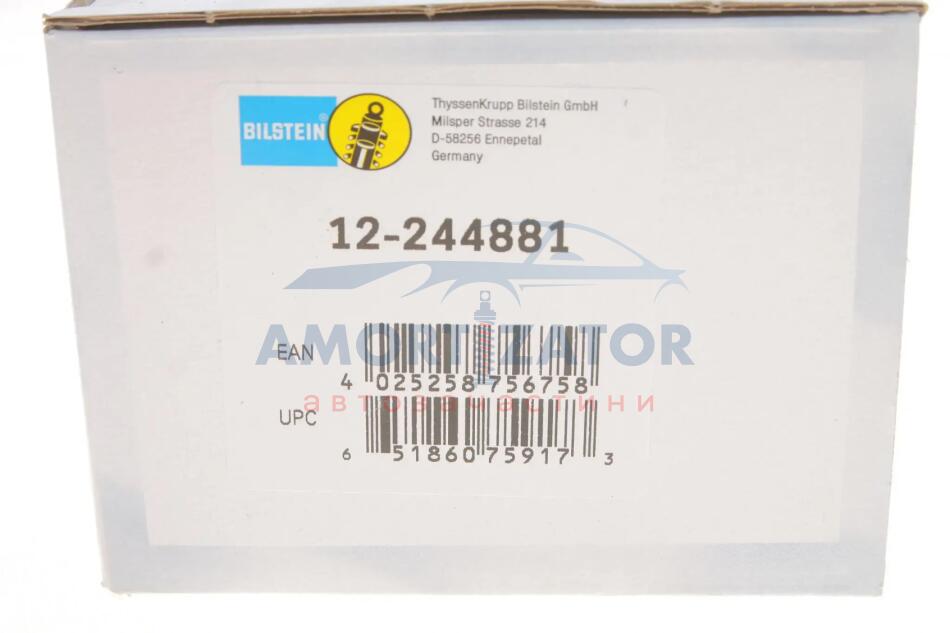 BILSTEIN
ThyssenKrupp Bilstein GmbH
Milsper Strasse 214
D-58256 Ennepetal
Germany
12-244881
AMORTIZATOR
EAN
4 025258 756758
автозапчастини
UPC
6 51860 75917 3